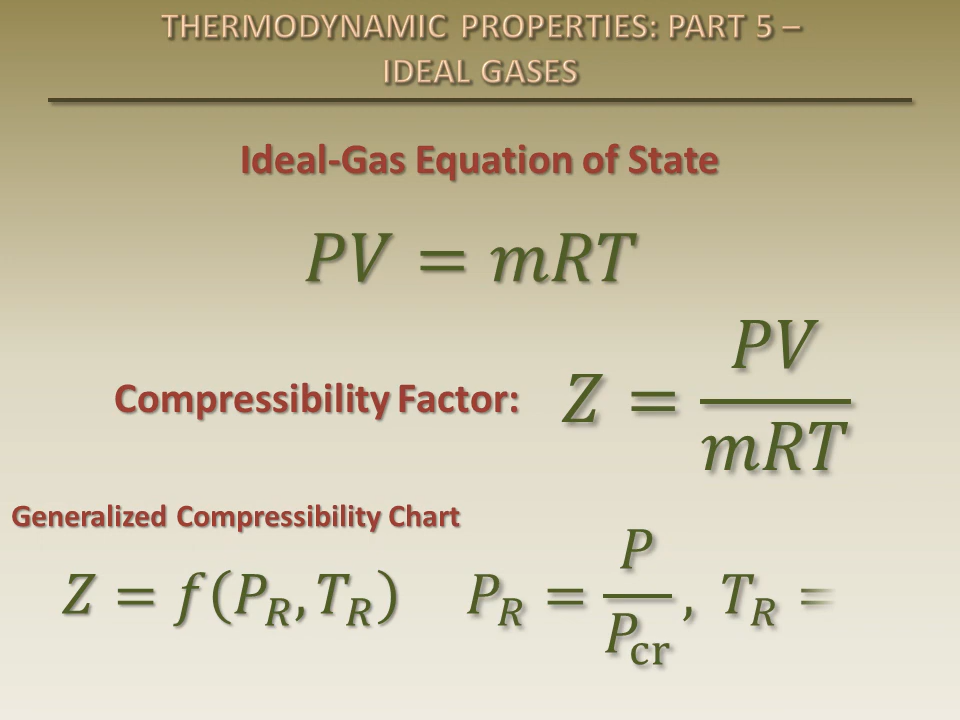 THERMODYNAMIC PROPERTIES: PART 5 –
IDEAL GASES
Ideal-Gas Equation of State
PV = mRT
Compressibility Factor: Z = PV / mRT
Generalized Compressibility Chart
Z = f(P_R, T_R) P_R = P / P_cr , T_R =